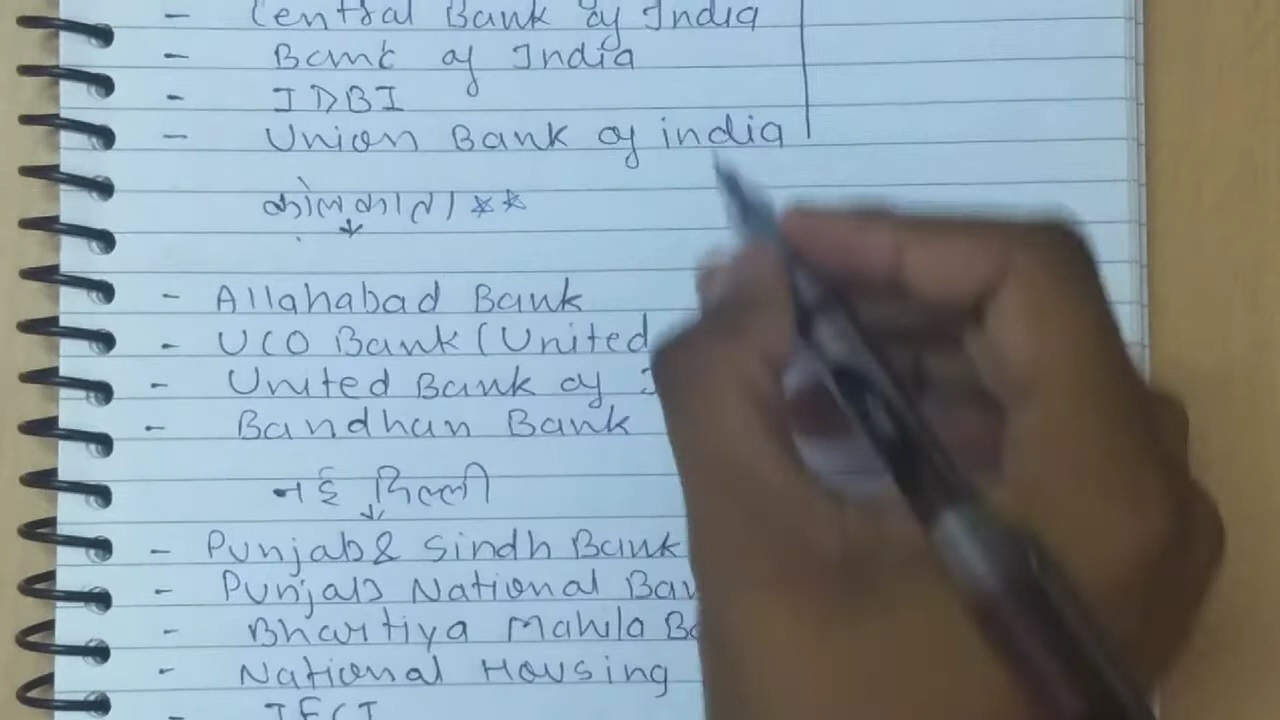 - Central Bank of India
- Bank of India
- IDBI
- Union Bank of india
कोलकाता **
- Allahabad Bank
- UCO Bank (United
- United Bank of
- Bandhan Bank
नई दिल्ली
- Punjab & Sindh Bank
- Punjab National
- Bhartiya Mahila
- National Housing
- IFCI